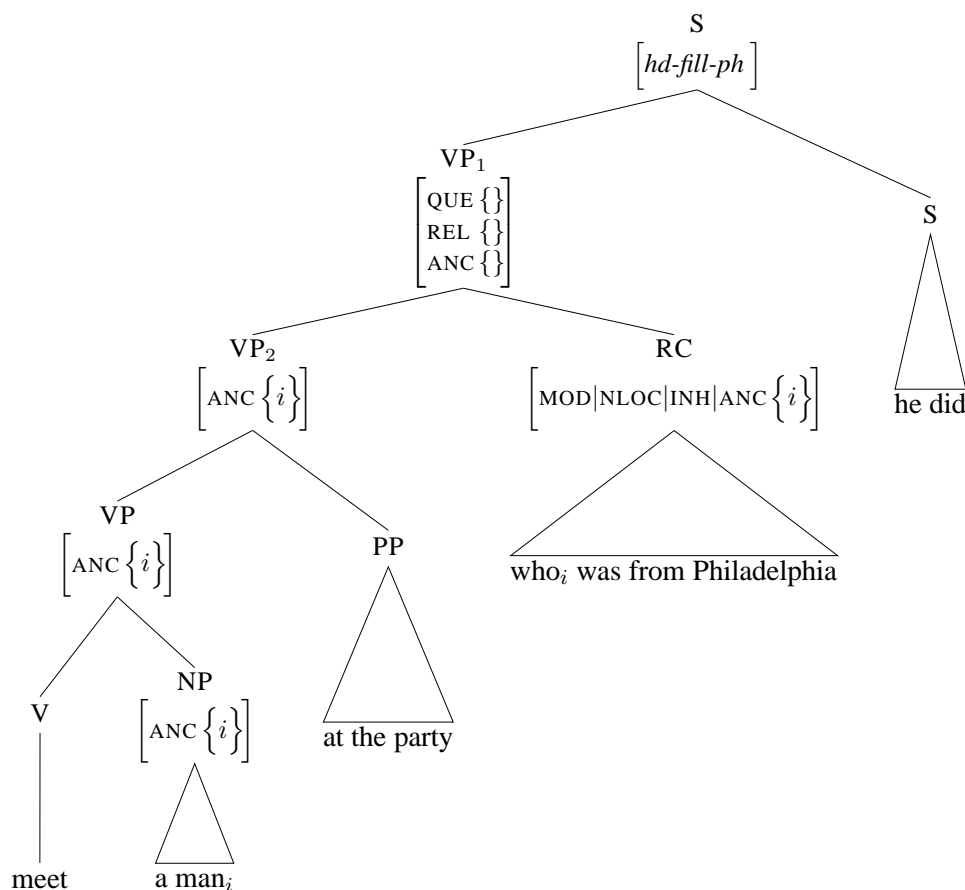 S
[hd-fill-ph]
VP₁
[QUE {}
REL {}
ANC {}]
S
VP₂
[ANC {i}]
RC
[MOD|NLOC|INH|ANC {i}]
he did
VP
[ANC {i}]
PP
who_i was from Philadelphia
NP
[ANC {i}]
V
at the party
meet
a man_i